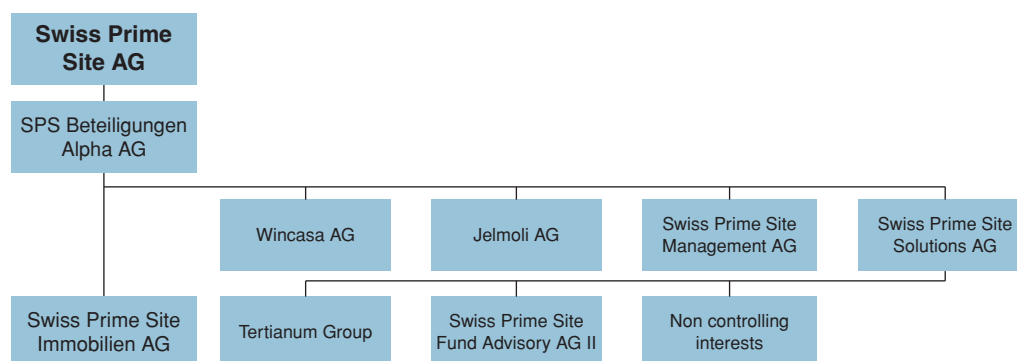 Swiss Prime
Site AG
SPS Beteiligungen
Alpha AG
Wincasa AG
Jelmoli AG
Swiss Prime Site
Management AG
Swiss Prime Site
Solutions AG
Swiss Prime Site
Immobilien AG
Tertianum Group
Swiss Prime Site
Fund Advisory AG II
Non controlling
interests